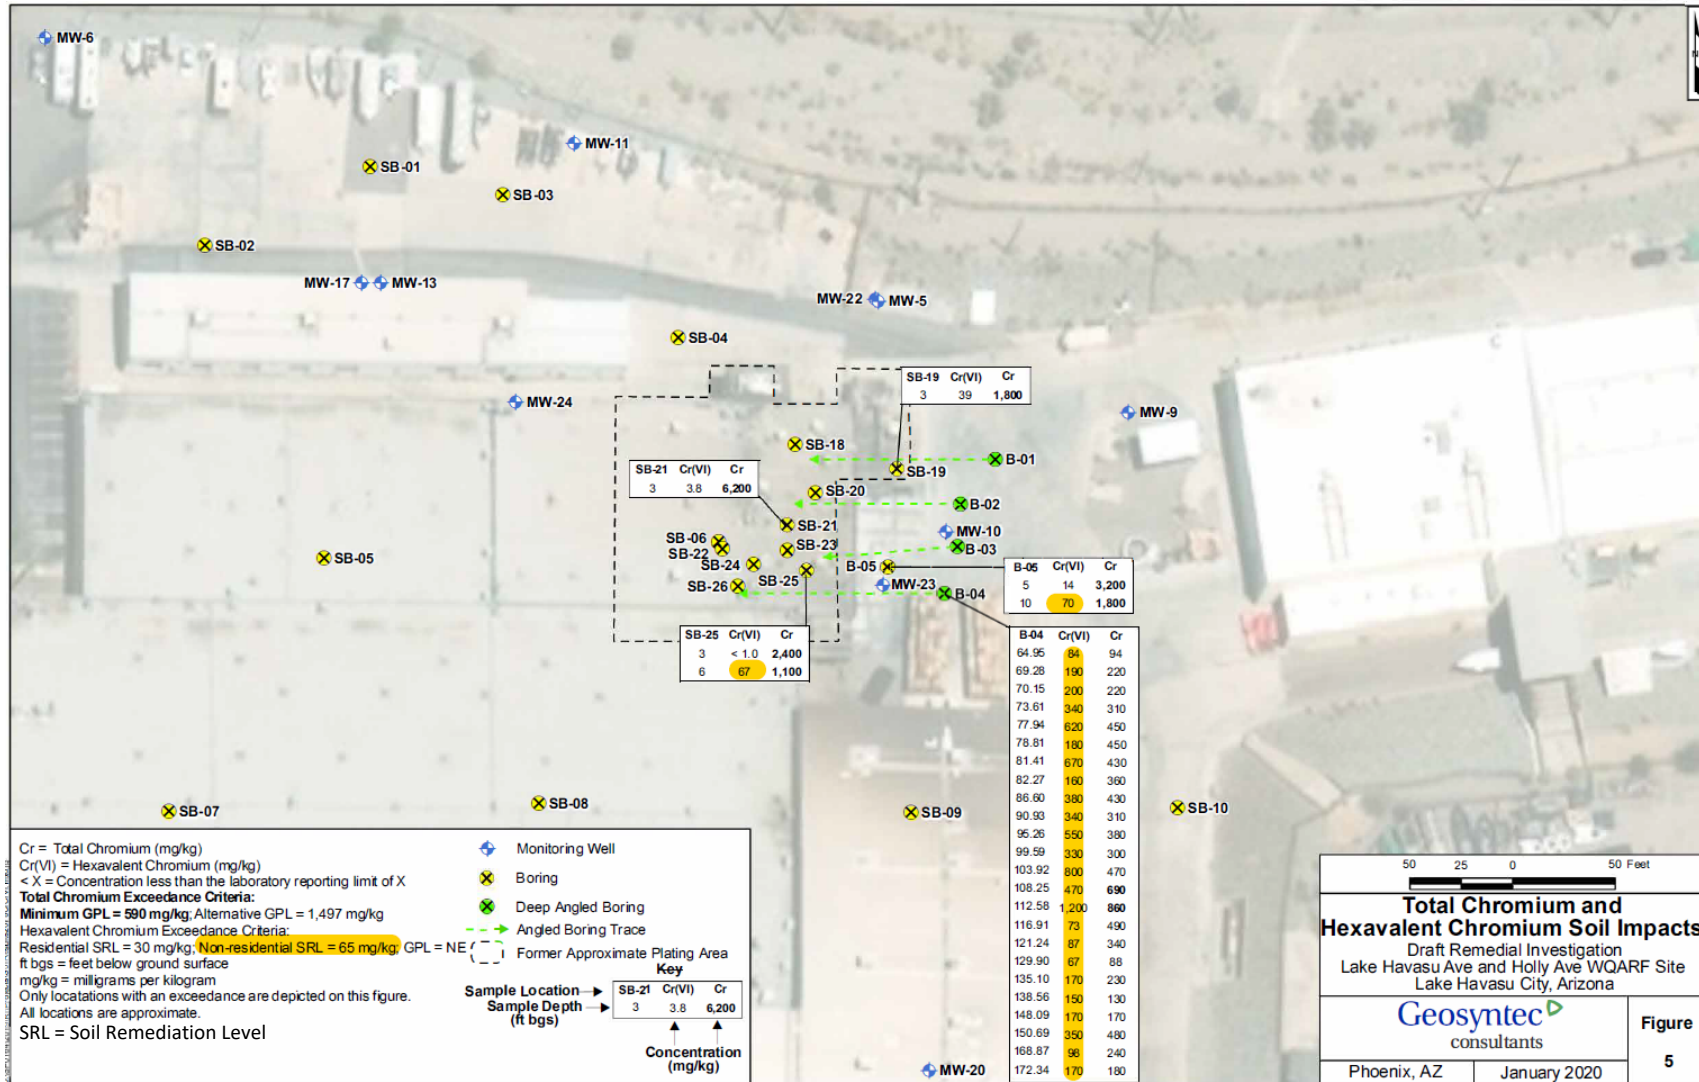 MW-6
MW-11
SB-01
SB-03
SB-02
MW-17
MW-13
MW-22
MW-5
SB-04
SB-19 Cr(VI) Cr
3 39 1,800
MW-24
MW-9
SB-18
B-01
SB-19
SB-21 Cr(VI) Cr
3 3.8 6,200
SB-20
B-02
SB-21
MW-10
SB-06
SB-23
B-03
SB-22
SB-05
SB-24
SB-25
B-05
B-05 Cr(VI) Cr
5 14 3,200
10 70 1,800
SB-26
MW-23
B-04
SB-25 Cr(VI) Cr
3 < 1.0 2,400
6 67 1,100
B-04 Cr(VI) Cr
64.95 84 94
69.28 190 220
70.15 200 220
73.61 340 310
77.94 620 450
78.81 180 450
81.41 670 430
82.27 160 360
86.60 380 430
90.93 340 310
95.26 550 380
99.59 330 300
103.92 800 470
108.25 470 690
112.58 1,200 860
116.91 73 490
121.24 87 340
129.90 67 88
135.10 170 230
138.56 150 130
148.09 170 170
150.69 350 480
168.87 98 240
172.34 170 180
SB-07
SB-08
SB-09
SB-10
MW-20
Cr = Total Chromium (mg/kg)
Cr(VI) = Hexavalent Chromium (mg/kg)
< X = Concentration less than the laboratory reporting limit of X
Total Chromium Exceedance Criteria:
Minimum GPL = 590 mg/kg; Alternative GPL = 1,497 mg/kg
Hexavalent Chromium Exceedance Criteria:
Residential SRL = 30 mg/kg; Non-residential SRL = 65 mg/kg; GPL = NE
ft bgs = feet below ground surface
mg/kg = milligrams per kilogram
Only locatations with an exceedance are depicted on this figure.
All locations are approximate.
SRL = Soil Remediation Level
Monitoring Well
Boring
Deep Angled Boring
Angled Boring Trace
Former Approximate Plating Area
Key
Sample Location
Sample Depth
(ft bgs)
SB-21 Cr(VI) Cr
3 3.8 6,200
Concentration
(mg/kg)
50 25 0 50 Feet
Total Chromium and
Hexavalent Chromium Soil Impacts
Draft Remedial Investigation
Lake Havasu Ave and Holly Ave WQARF Site
Lake Havasu City, Arizona
Geosyntec
consultants
Figure
5
Phoenix, AZ
January 2020